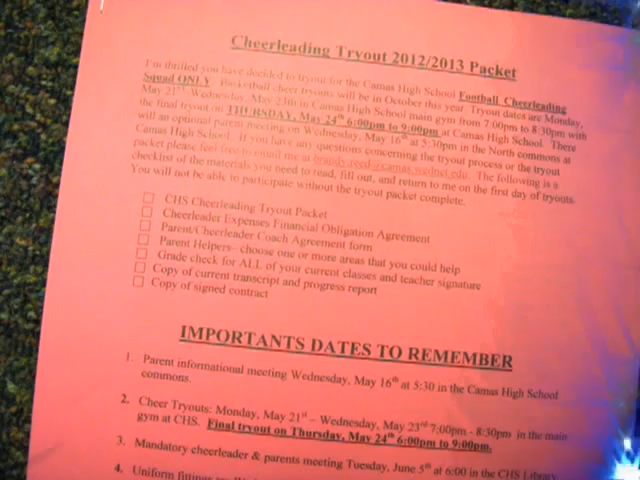 Cheerleading Tryout 2012/2013 Packet
I'm thrilled you have decided to tryout for the Camas High School Football Cheerleading
Squad ONLY. Basketball cheer tryouts will be in October this year. Tryout dates are Monday,
May 21st- Wednesday, May 23th in Camas High School main gym from 7:00pm to 8:30pm with
the final tryout on THURSDAY, May 24th 6:00pm to 9:00pm at Camas High School. There
will an optional parent meeting on Wednesday, May 16th at 5:30pm in the North commons at
Camas High School. If you have any questions concerning the tryout process or the tryout
packet please feel free to email me at brandy.reed@camas.wednet.edu. The following is a
checklist of the materials you need to read, fill out, and return to me on the first day of tryouts.
You will not be able to participate without the tryout packet complete.
CHS Cheerleading Tryout Packet
Cheerleader Expenses Financial Obligation Agreement
Parent/Cheerleader Coach Agreement form
Parent Helpers– choose one or more areas that you could help
Grade check for ALL of your current classes and teacher signature
Copy of current transcript and progress report
Copy of signed contract
IMPORTANTS DATES TO REMEMBER
1. Parent informational meeting Wednesday, May 16th at 5:30 in the Camas High School
commons.
2. Cheer Tryouts: Monday, May 21st – Wednesday, May 23rd 7:00pm - 8:30pm in the main
gym at CHS. Final tryout on Thursday, May 24th 6:00pm to 9:00pm.
3. Mandatory cheerleader & parents meeting Tuesday, June 5th at 6:00 in the CHS Library
4. Uniform fittings